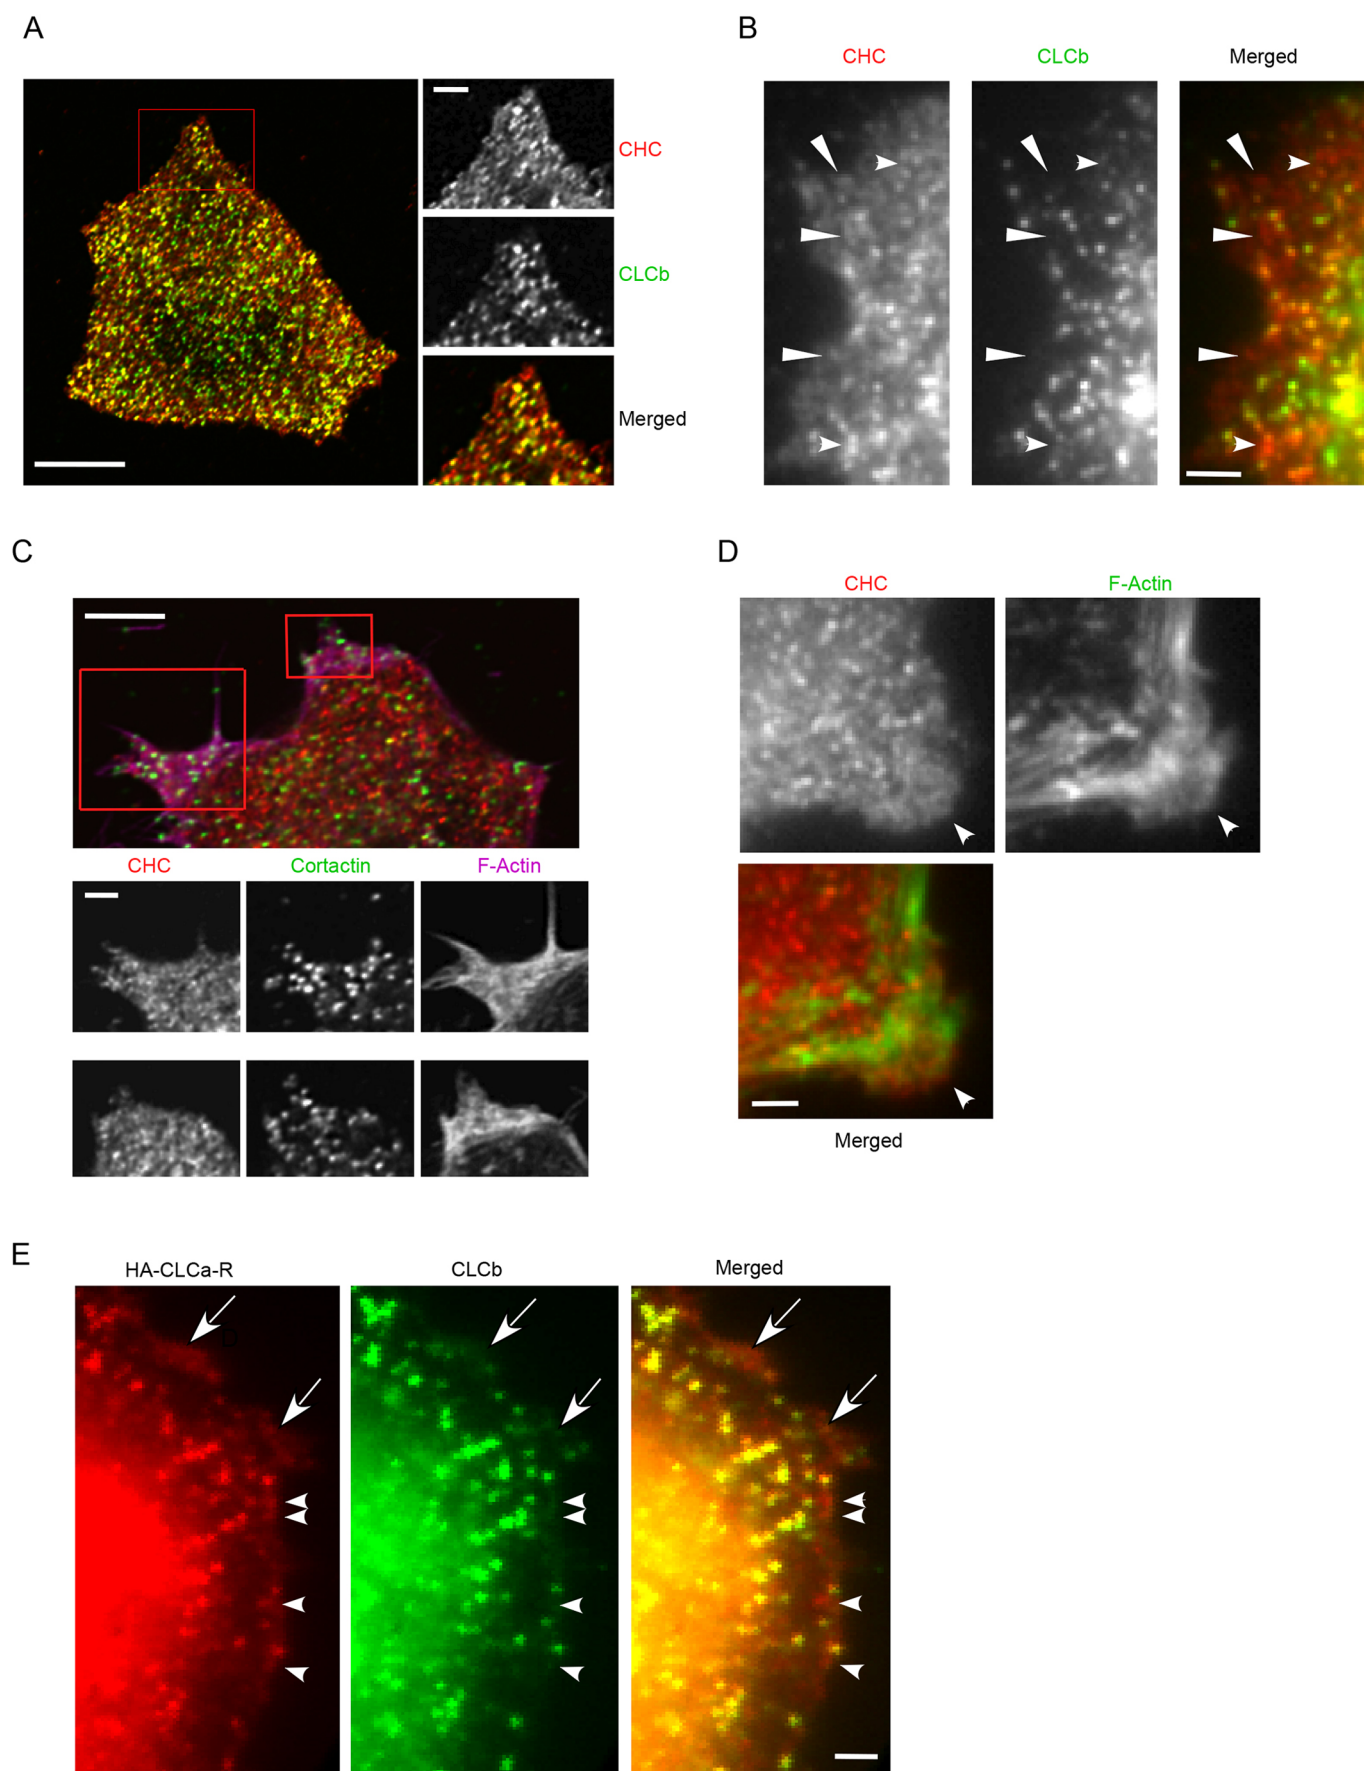 A
CHC
CLCb
Merged
B
CHC CLCb Merged
C
CHC Cortactin F-Actin
D
CHC F-Actin
Merged
E
HA-CLCa-R CLCb Merged